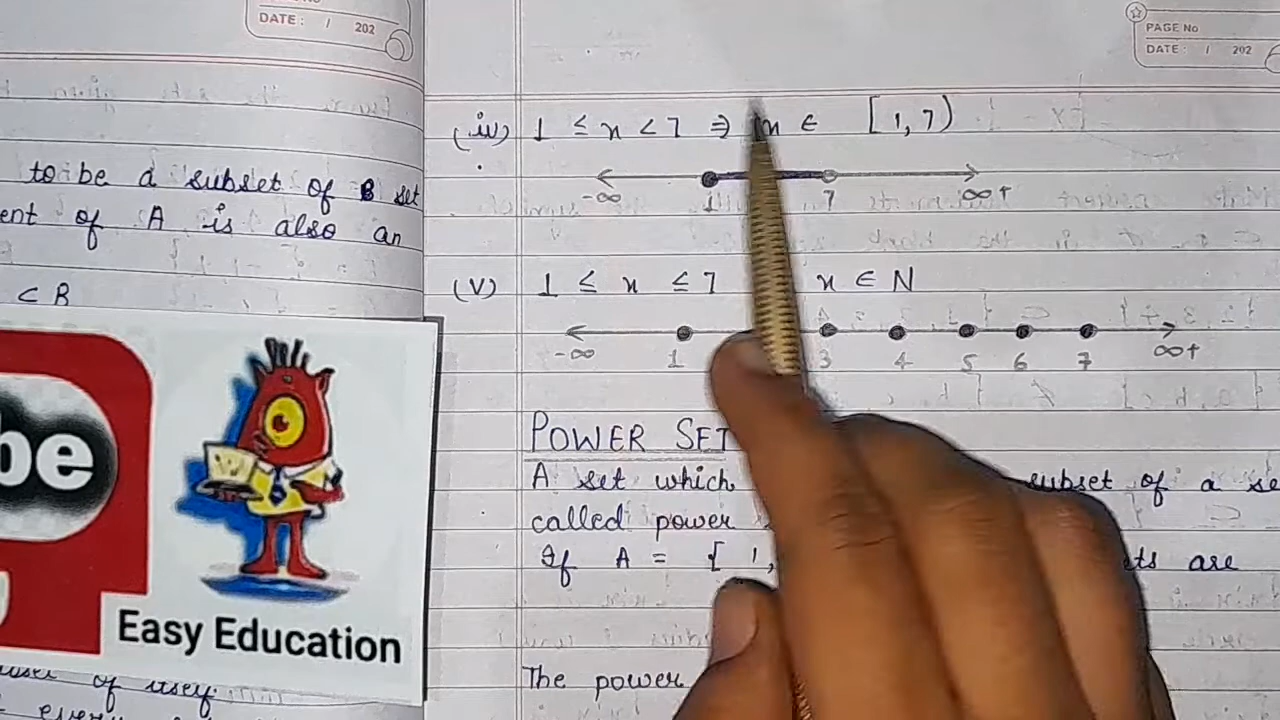 DATE: / 202
to be a subset of B set
ent of A is also an
⊂ B
be
Easy Education
of itself
PAGE No
DATE: / 202
(iv) 1 ≤ x < 7 ⇒ x ∈ [1, 7)
-∞ 1 7 ∞+
(V) 1 ≤ x ≤ 7 x ∈ N
-∞ 1 3 4 5 6 7 ∞+
POWER SET
A set which subset of a se
called power
If A = [ 1, ts are
The power